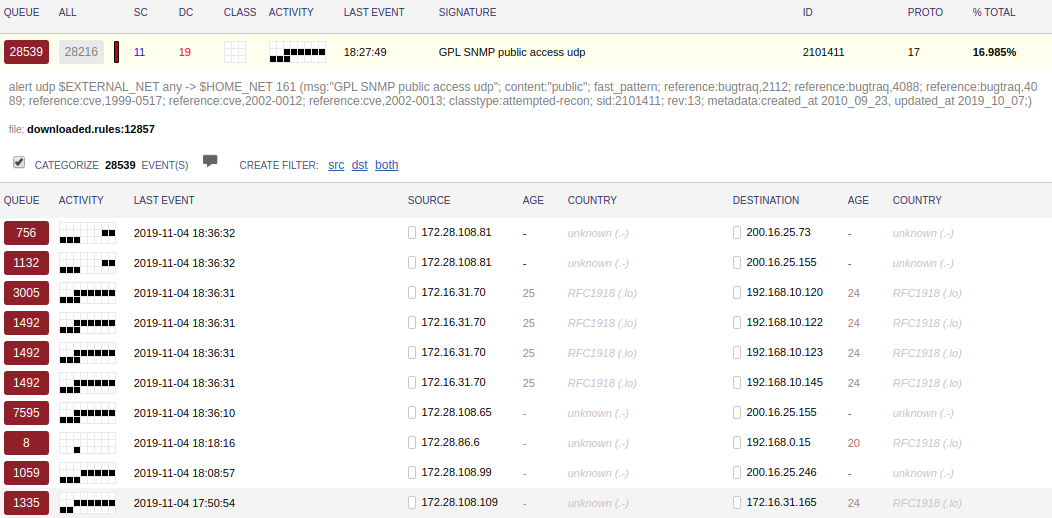 QUEUE ALL SC DC CLASS ACTIVITY LAST EVENT SIGNATURE ID PROTO % TOTAL
28539 28216 11 19 18:27:49 GPL SNMP public access udp 2101411 17 16.985%
alert udp $EXTERNAL_NET any -> $HOME_NET 161 (msg:"GPL SNMP public access udp"; content:"public"; fast_pattern; reference:bugtraq,2112; reference:bugtraq,4088; reference:bugtraq,40
89; reference:cve,1999-0517; reference:cve,2002-0012; reference:cve,2002-0013; classtype:attempted-recon; sid:2101411; rev:13; metadata:created_at 2010_09_23, updated_at 2019_10_07;)
file: downloaded.rules:12857
CATEGORIZE 28539 EVENT(S) CREATE FILTER: src dst both
QUEUE ACTIVITY LAST EVENT SOURCE AGE COUNTRY DESTINATION AGE COUNTRY
756 2019-11-04 18:36:32 172.28.108.81 - unknown (.-) 200.16.25.73 - unknown (.-)
1132 2019-11-04 18:36:32 172.28.108.81 - unknown (.-) 200.16.25.155 - unknown (.-)
3005 2019-11-04 18:36:31 172.16.31.70 25 RFC1918 (.lo) 192.168.10.120 24 RFC1918 (.lo)
1492 2019-11-04 18:36:31 172.16.31.70 25 RFC1918 (.lo) 192.168.10.122 24 RFC1918 (.lo)
1492 2019-11-04 18:36:31 172.16.31.70 25 RFC1918 (.lo) 192.168.10.123 24 RFC1918 (.lo)
1492 2019-11-04 18:36:31 172.16.31.70 25 RFC1918 (.lo) 192.168.10.145 24 RFC1918 (.lo)
7595 2019-11-04 18:36:10 172.28.108.65 - unknown (.-) 200.16.25.155 - unknown (.-)
8 2019-11-04 18:18:16 172.28.86.6 - unknown (.-) 192.168.0.15 20 RFC1918 (.lo)
1059 2019-11-04 18:08:57 172.28.108.99 - unknown (.-) 200.16.25.246 - unknown (.-)
1335 2019-11-04 17:50:54 172.28.108.109 - unknown (.-) 172.16.31.165 24 RFC1918 (.lo)